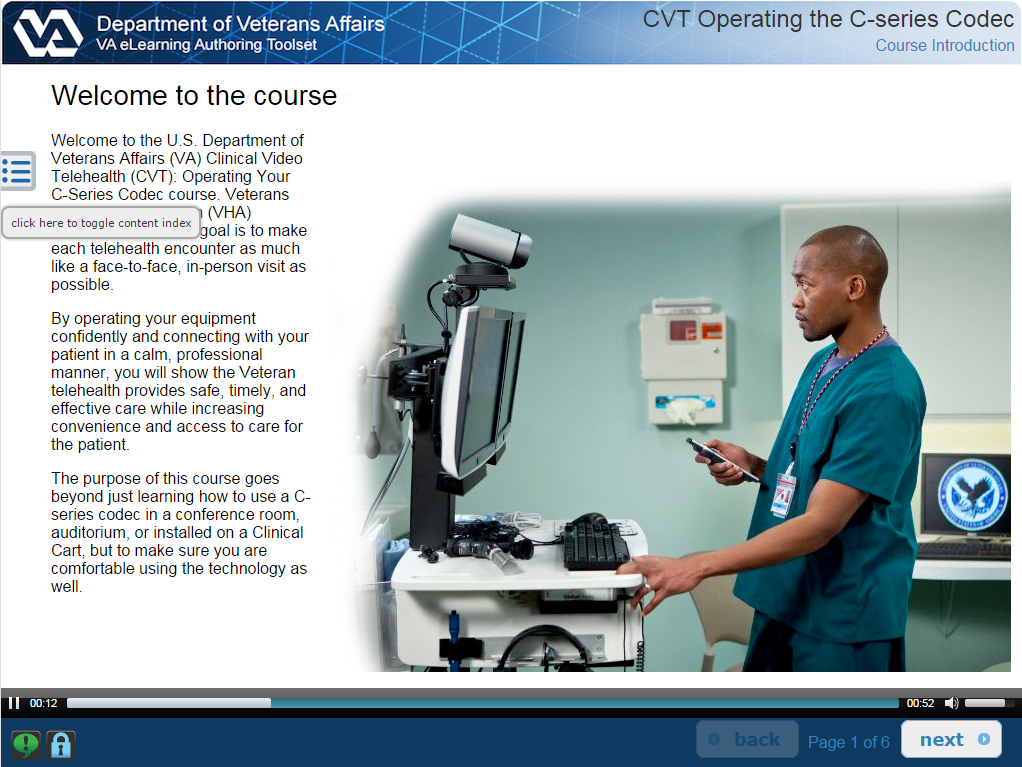 VA
Department of Veterans Affairs
VA eLearning Authoring Toolset
CVT Operating the C-series Codec
Course Introduction
Welcome to the course
Welcome to the U.S. Department of
Veterans Affairs (VA) Clinical Video
Telehealth (CVT): Operating Your
C-Series Codec course. Veterans
(VHA)
click here to toggle content index
goal is to make
each telehealth encounter as much
like a face-to-face, in-person visit as
possible.
By operating your equipment
confidently and connecting with your
patient in a calm, professional
manner, you will show the Veteran
telehealth provides safe, timely, and
effective care while increasing
convenience and access to care for
the patient.
The purpose of this course goes
beyond just learning how to use a C-
series codec in a conference room,
auditorium, or installed on a Clinical
Cart, but to make sure you are
comfortable using the technology as
well.
00:12
00:52
back
Page 1 of 6
next